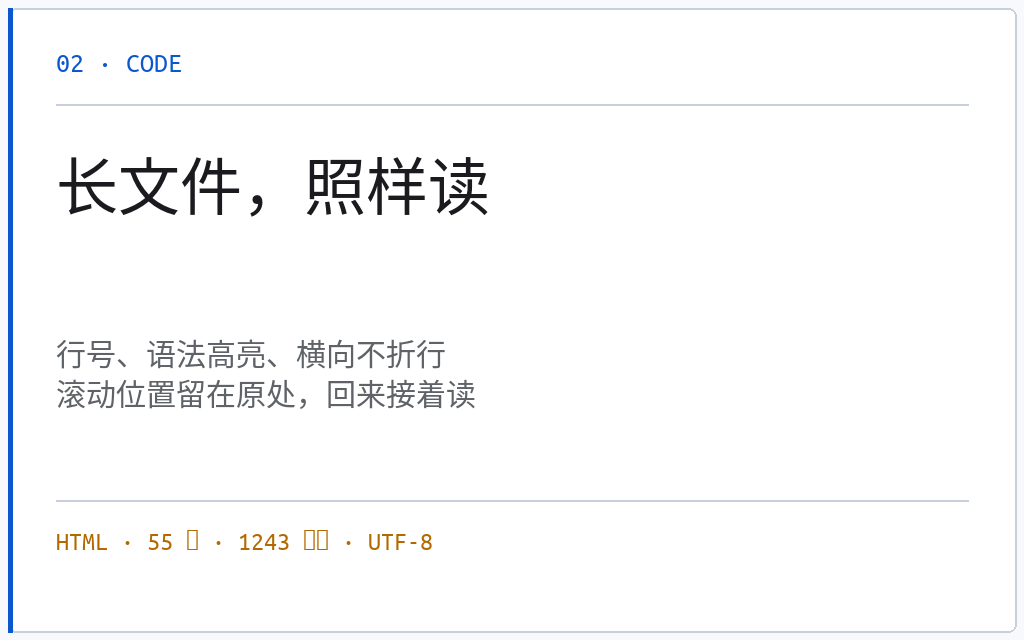 02 · CODE
长文件，照样读
行号、语法高亮、横向不折行
滚动位置留在原处，回来接着读
HTML · 55 · 1243 · UTF-8